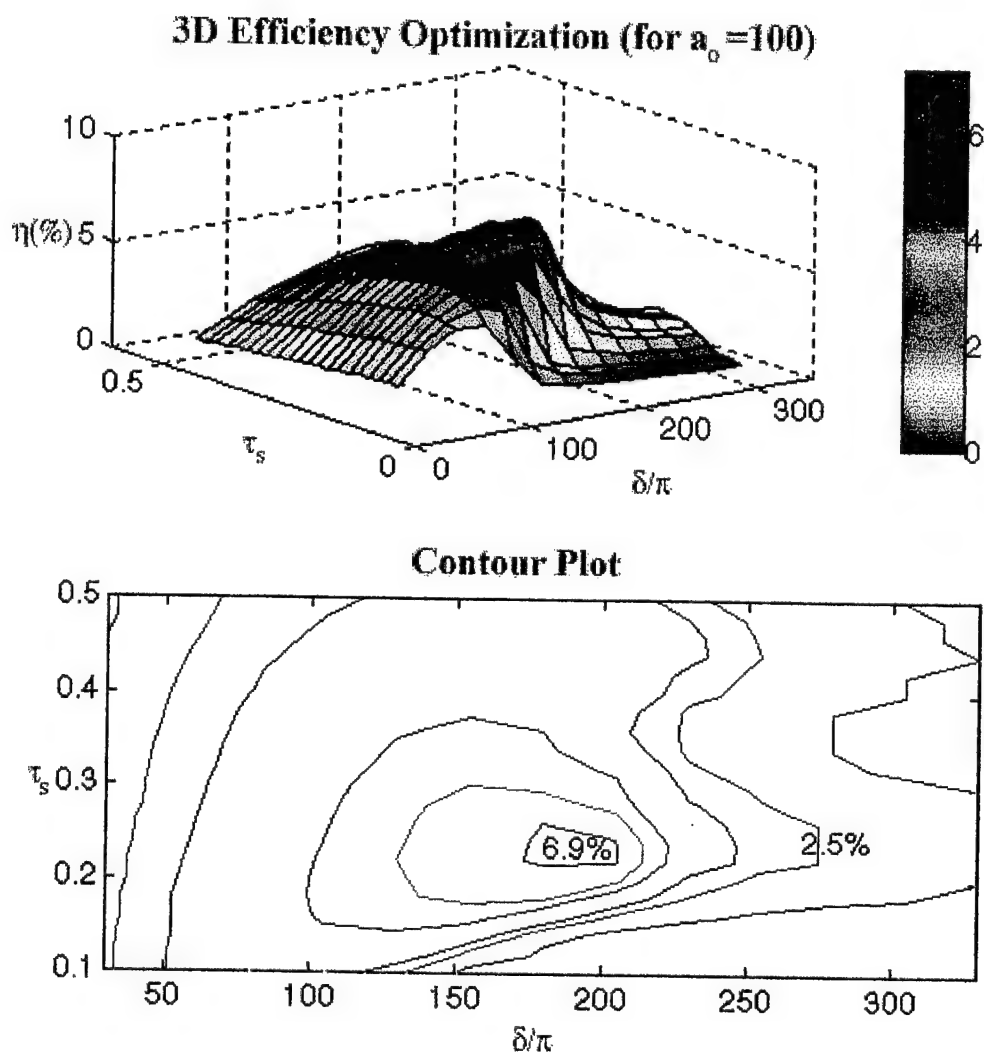 3D Efficiency Optimization (for a₀ =100)
10
η(%) 5
0
0.5
τₛ
0
0
100
200
300
δ/π
6
4
2
0
Contour Plot
0.5
0.4
τₛ 0.3
0.2
0.1
6.9%
2.5%
50 100 150 200 250 300
δ/π